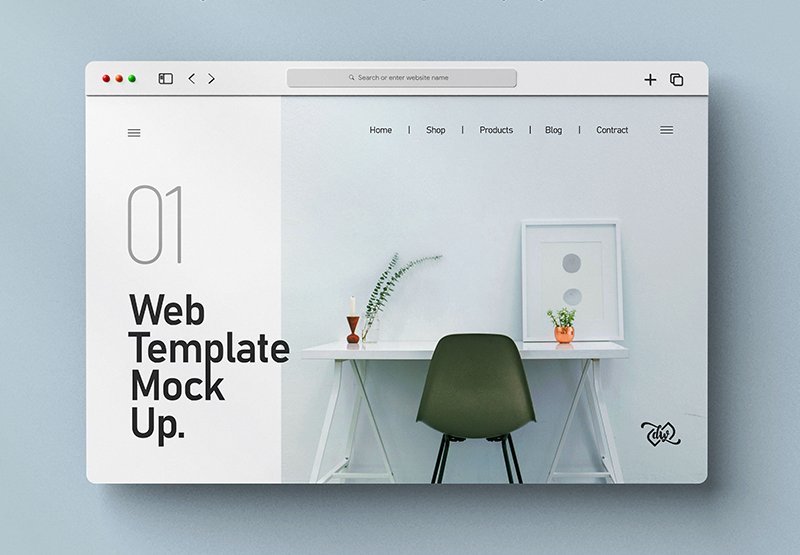 Search or enter website name
Home | Shop | Products | Blog | Contract
01
Web
Template
Mock
Up.
dw